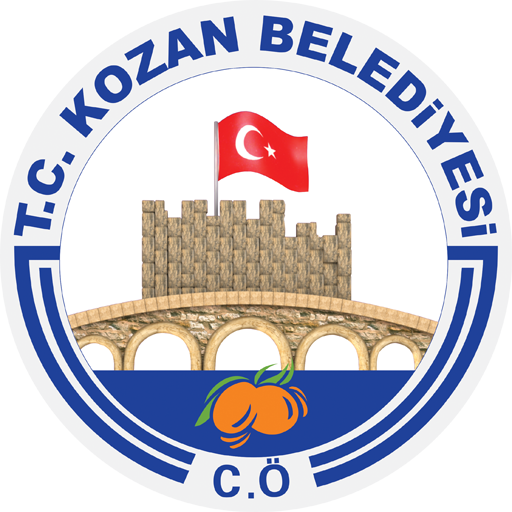 T.C. KOZAN BELEDİYESİ
C.Ö